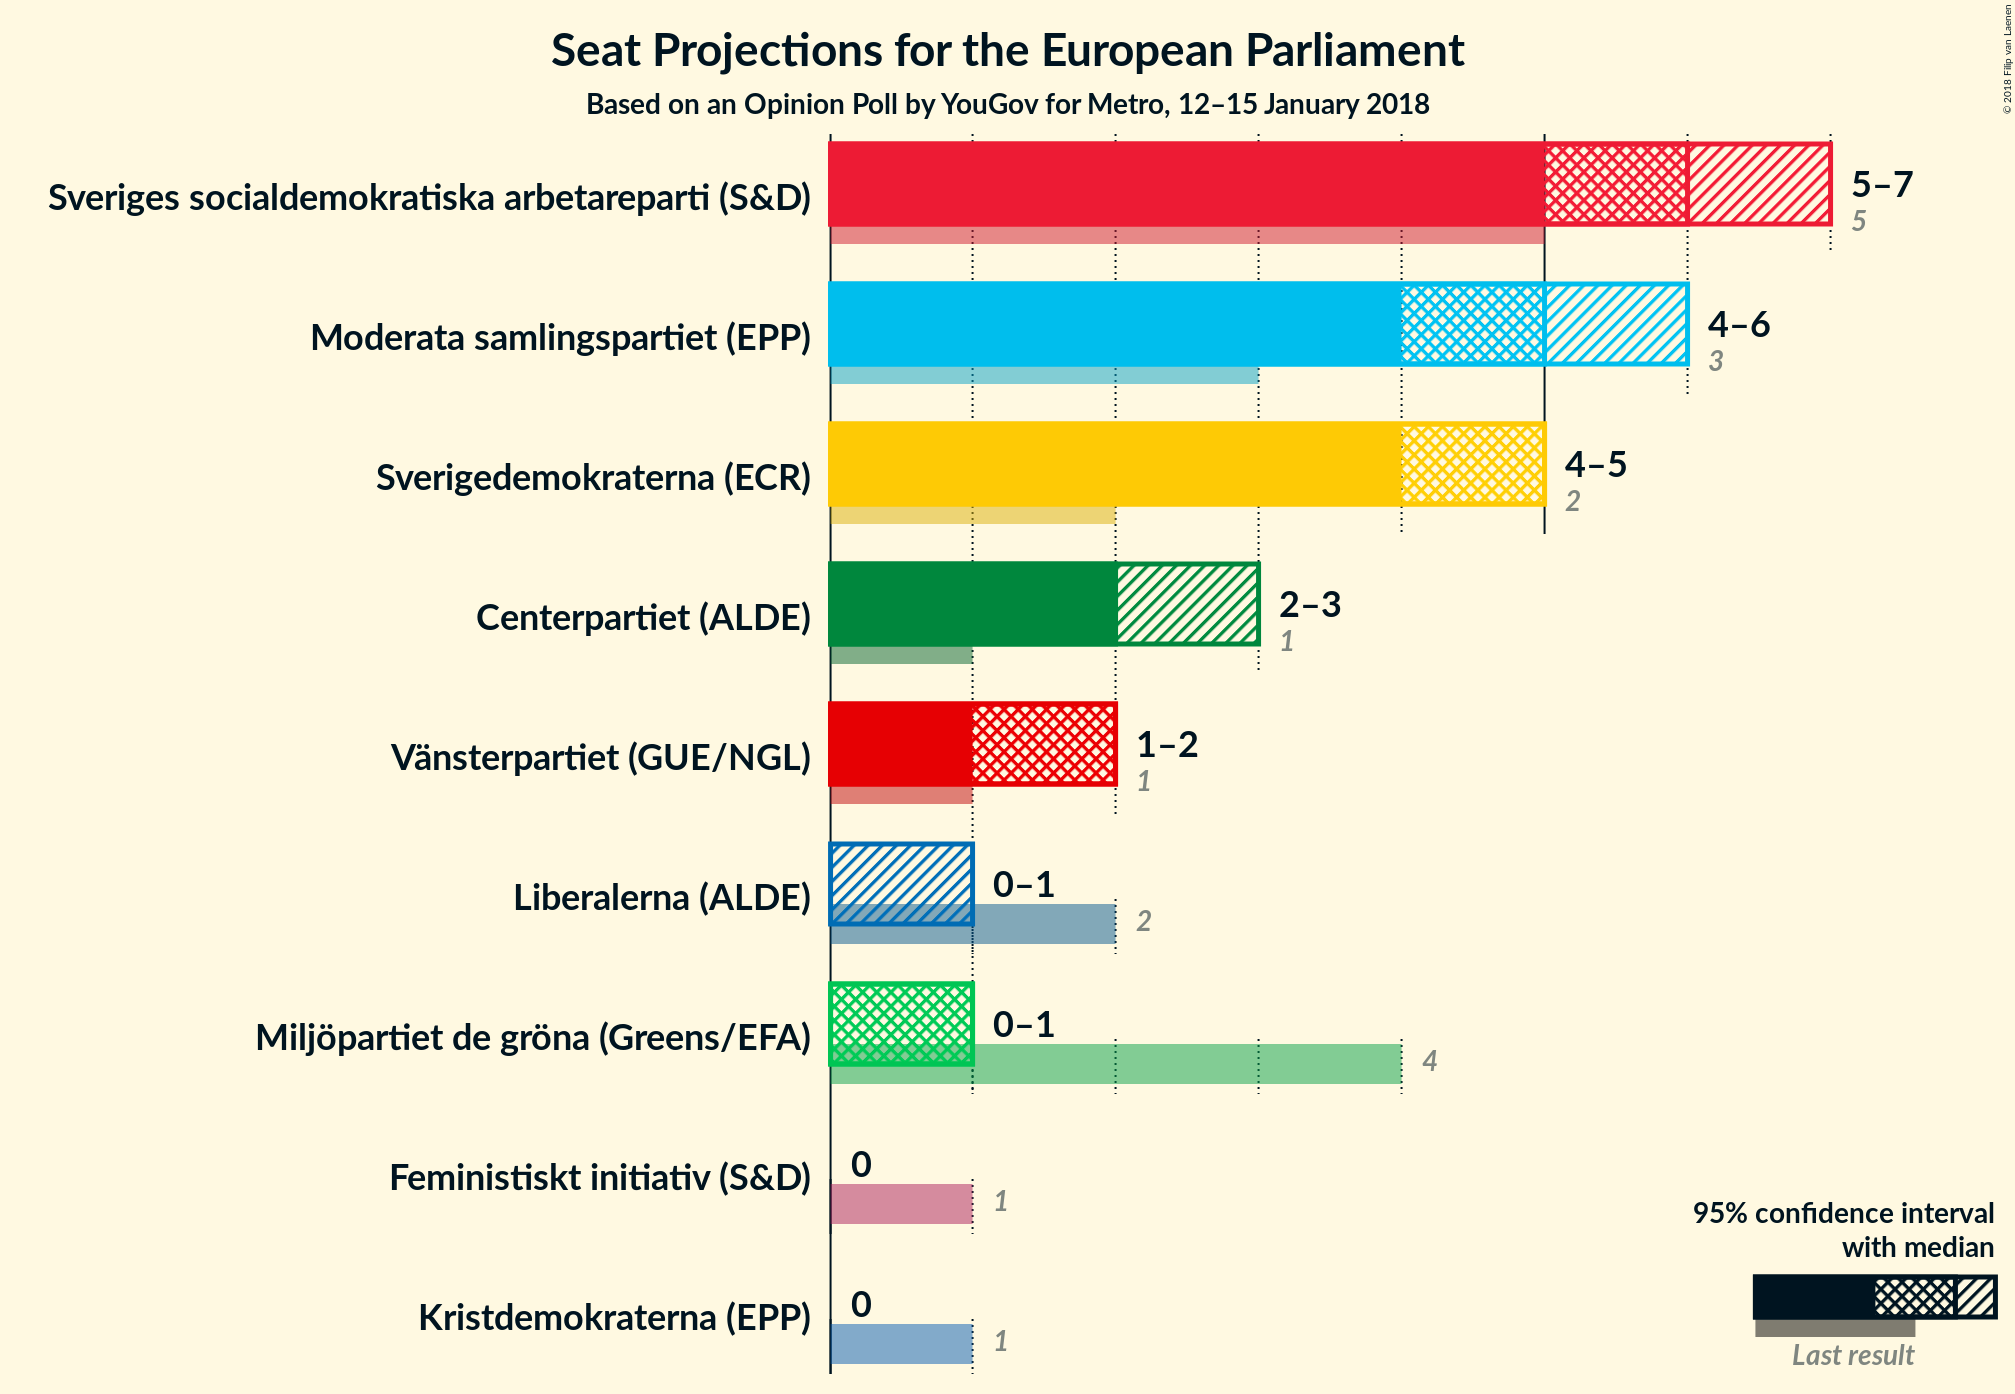 Seat Projections for the European Parliament
Based on an Opinion Poll by YouGov for Metro, 12–15 January 2018
© 2018 Filip van Laenen
Sveriges socialdemokratiska arbetareparti (S&D)
5–7
5
Moderata samlingspartiet (EPP)
4–6
3
Sverigedemokraterna (ECR)
4–5
2
Centerpartiet (ALDE)
2–3
1
Vänsterpartiet (GUE/NGL)
1–2
1
Liberalerna (ALDE)
0–1
2
Miljöpartiet de gröna (Greens/EFA)
0–1
4
Feministiskt initiativ (S&D)
0
1
Kristdemokraterna (EPP)
0
1
95% confidence interval
with median
Last result